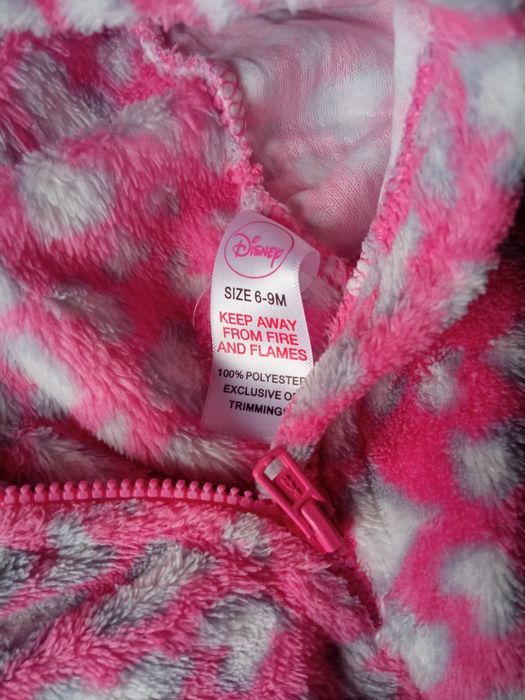 Disney
SIZE 6-9M
KEEP AWAY
FROM FIRE
AND FLAMES
100% POLYESTER
EXCLUSIVE OF
TRIMMINGS